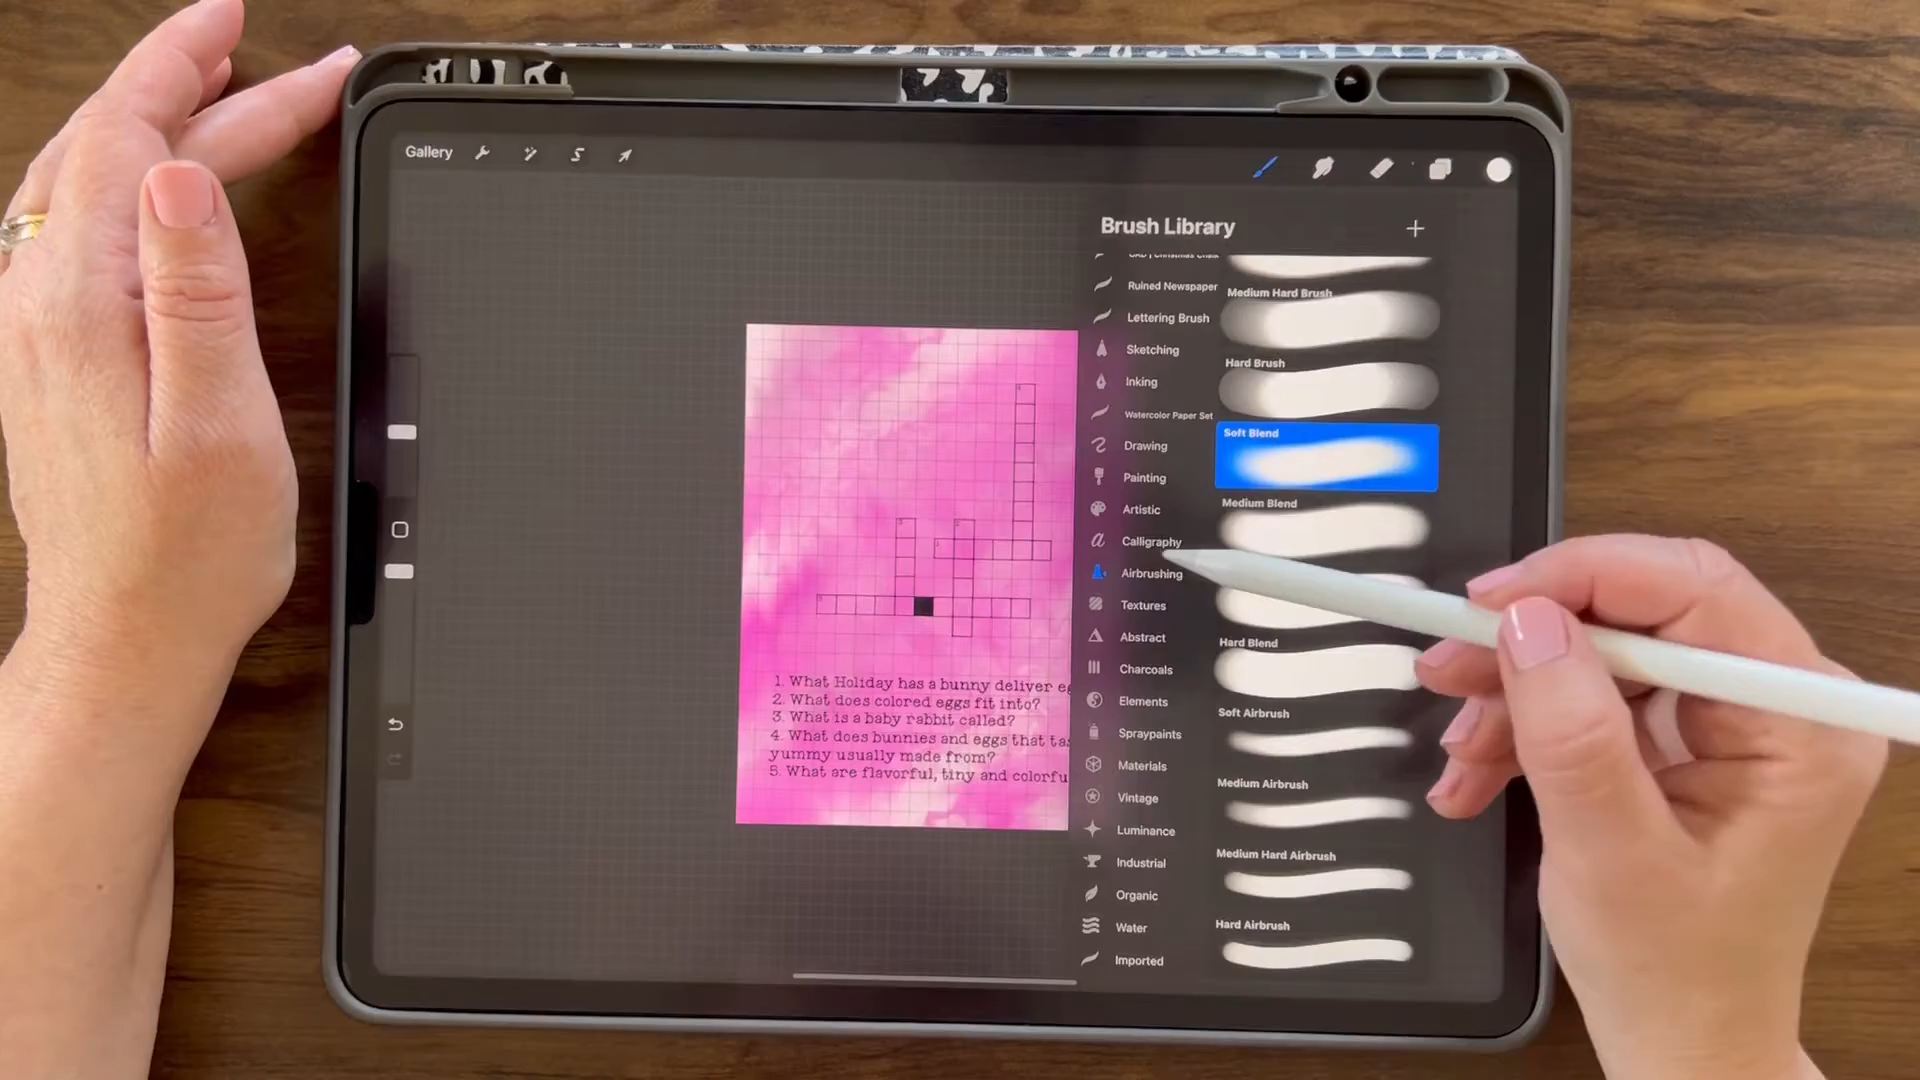 Gallery
Brush Library
Ruined Newspaper
Lettering Brush
Sketching
Inking
Watercolor Paper Set
Drawing
Painting
Artistic
Calligraphy
Airbrushing
Textures
Abstract
Charcoals
Elements
Spraypaints
Materials
Vintage
Luminance
Industrial
Organic
Water
Imported
Medium Hard Brush
Hard Brush
Soft Blend
Medium Blend
Hard Blend
Soft Airbrush
Medium Airbrush
Medium Hard Airbrush
Hard Airbrush
1. What Holiday has a bunny deliver
2. What does colored eggs fit into?
3. What is a baby rabbit called?
4. What does bunnies and eggs that
yummy usually made from?
5. What are flavorful, tiny and